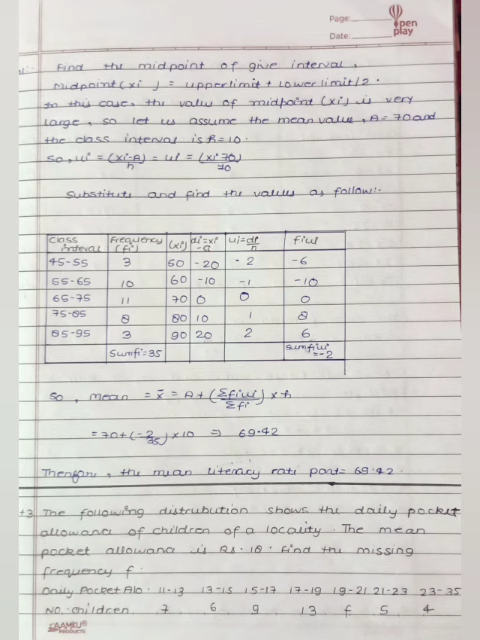 Page:
Date:
Open play
Find the midpoint of give interval,
Midpoint (xi) = upper limit + lower limit/2.
In this case, the value of midpoint (xi) is very
large, so let us assume the mean value, A=70 and
the class interval is h=10.
So, ui = (xi-A)/h = ui = (xi-70)/10
Substitute and find the values as follow:-
Class interval Frequency (fi) (xi) di=xi-a ui=di/h fiui
45-55 3 50 -20 -2 -6
55-65 10 60 -10 -1 -10
65-75 11 70 0 0 0
75-85 8 80 10 1 8
85-95 3 90 20 2 6
Sumfi=35 Sumfiui =-2
So, mean = x̄ = A+(Σfiui/Σfi)×h
=70+(-2/35)×10 ⇒ 69.42
Therefore, the mean literacy rate part= 69.42.
+3 The following distrubution shows the daily pocket
allowance of children of a locality. The mean
pocket allowance is Rs.18. Find the missing
frequency f.
Daily Pocket Allo. 11-13 13-15 15-17 17-19 19-21 21-23 23-35
NO. Children 7 6 9 13 f 5 4
PRODUCTS